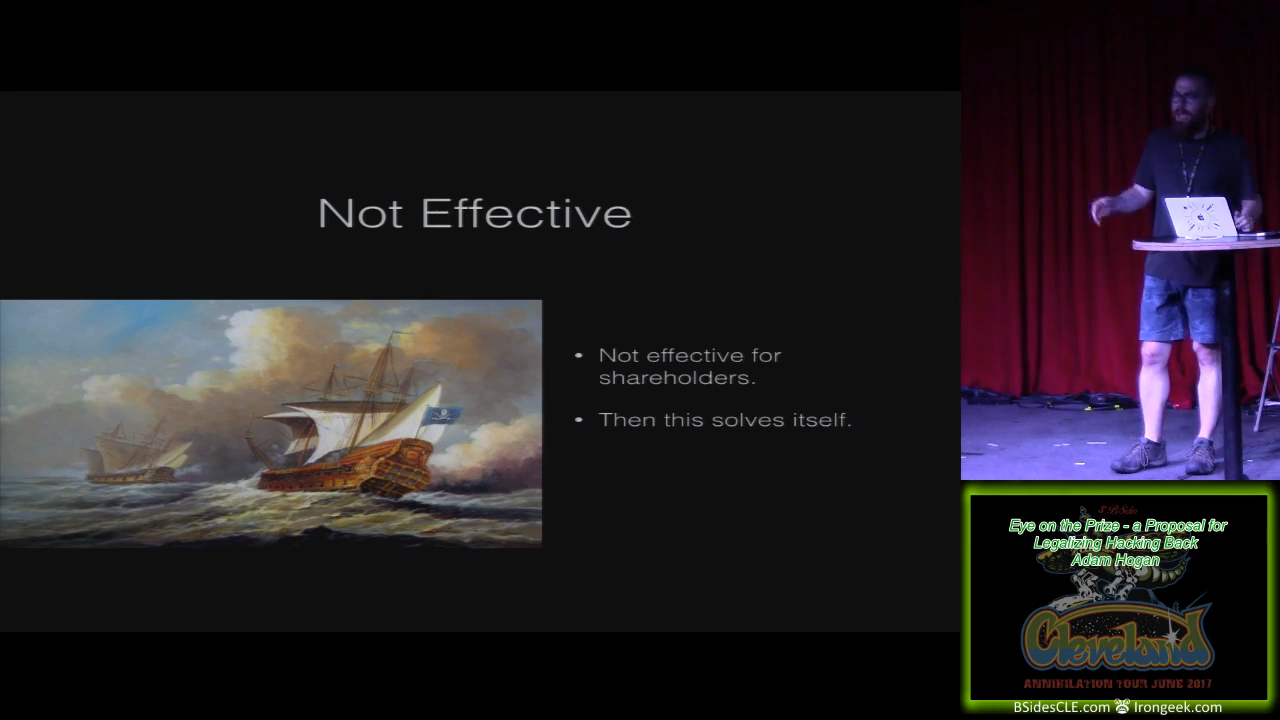 Not Effective
• Not effective for
shareholders.
• Then this solves itself.
BSides
Eye on the Prize - a Proposal for
Legalizing Hacking Back
Adam Hogan
Cleveland
ANNIHILATION TOUR JUNE 2017
BSidesCLE.com Irongeek.com